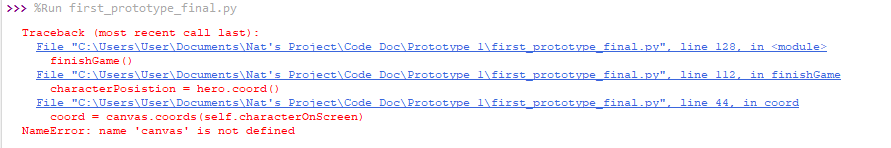 >>> %Run first_prototype_final.py
Traceback (most recent call last):
File "C:\Users\User\Documents\Nat's Project\Code Doc\Prototype 1\first_prototype_final.py", line 128, in <module>
finishGame()
File "C:\Users\User\Documents\Nat's Project\Code Doc\Prototype 1\first_prototype_final.py", line 112, in finishGame
characterPosistion = hero.coord()
File "C:\Users\User\Documents\Nat's Project\Code Doc\Prototype 1\first_prototype_final.py", line 44, in coord
coord = canvas.coords(self.characterOnScreen)
NameError: name 'canvas' is not defined